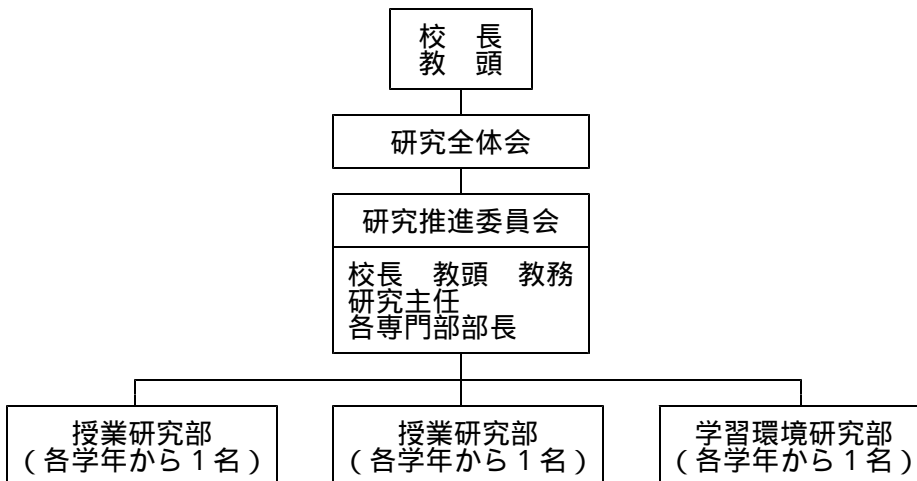 校　長
教　頭
研究全体会
研究推進委員会
校長　教頭　教務
研究主任
各専門部部長
授業研究部
（各学年から１名）
授業研究部
（各学年から１名）
学習環境研究部
（各学年から１名）